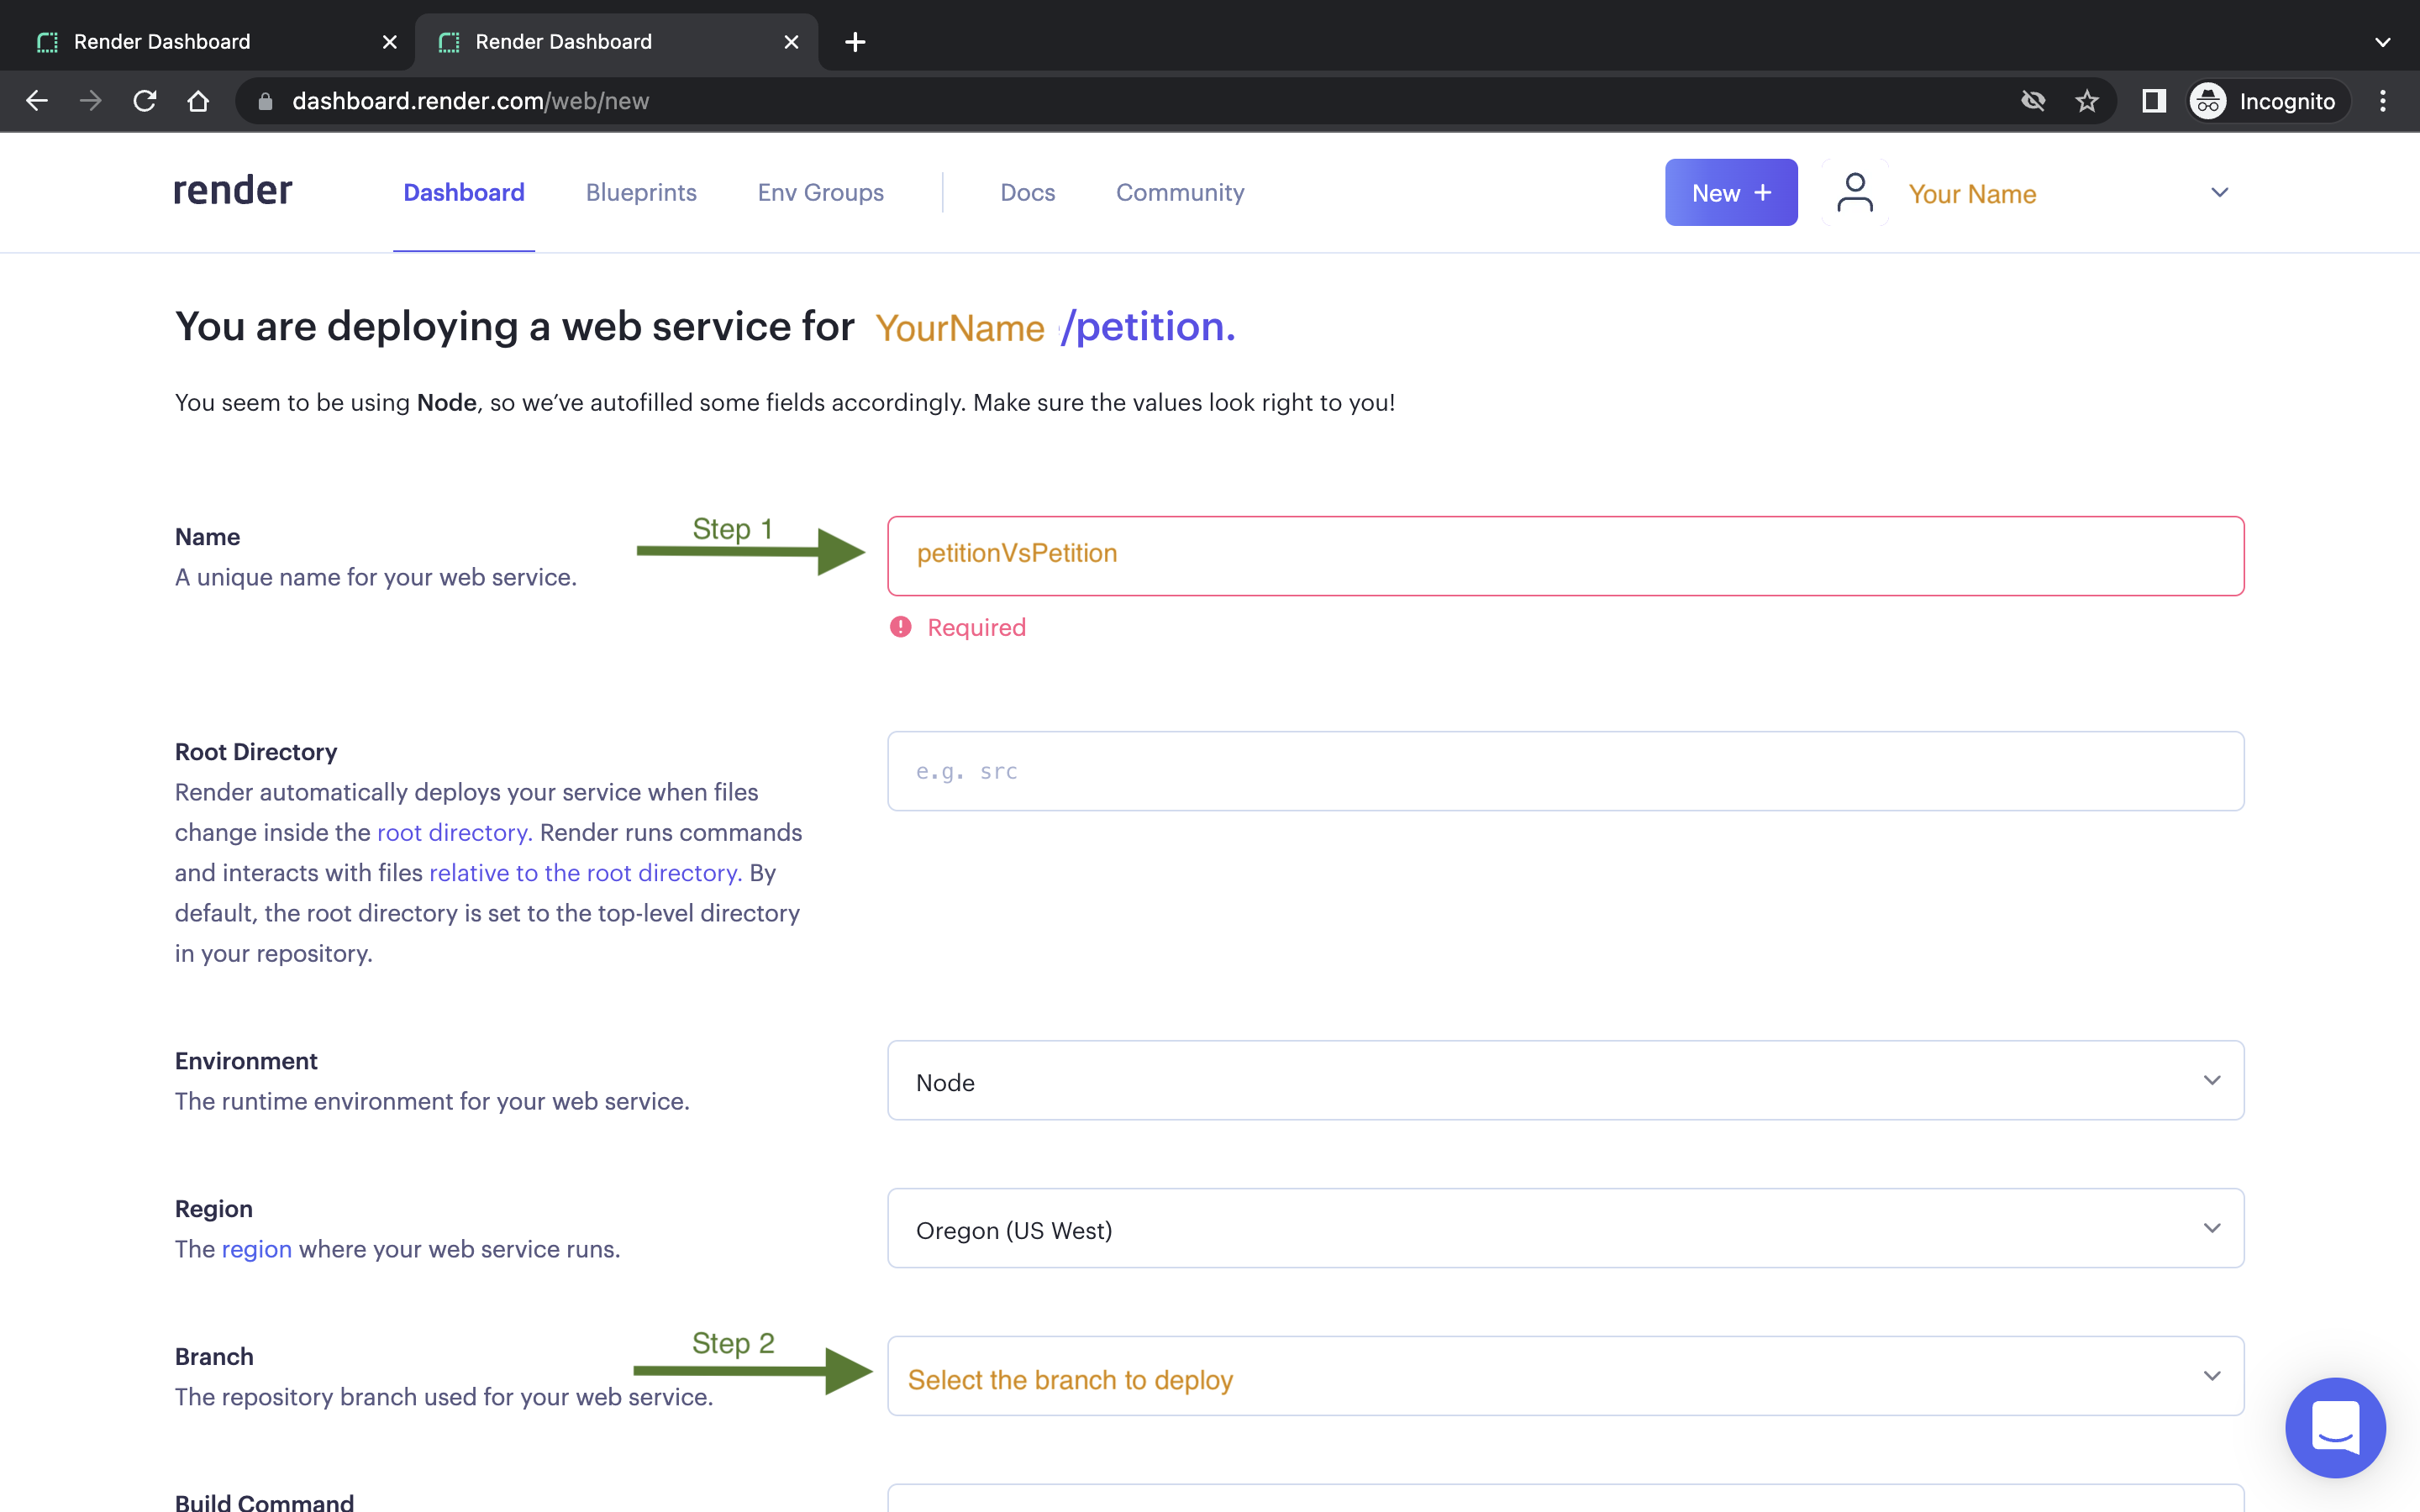 Render Dashboard
Render Dashboard
dashboard.render.com/web/new
Incognito
render
Dashboard
Blueprints
Env Groups
Docs
Community
New +
Your Name
You are deploying a web service for YourName /petition.
You seem to be using Node, so we’ve autofilled some fields accordingly. Make sure the values look right to you!
Name
A unique name for your web service.
Step 1
petitionVsPetition
Required
Root Directory
Render automatically deploys your service when files
change inside the root directory. Render runs commands
and interacts with files relative to the root directory. By
default, the root directory is set to the top-level directory
in your repository.
e.g. src
Environment
The runtime environment for your web service.
Node
Region
The region where your web service runs.
Oregon (US West)
Branch
The repository branch used for your web service.
Step 2
Select the branch to deploy
Build Command